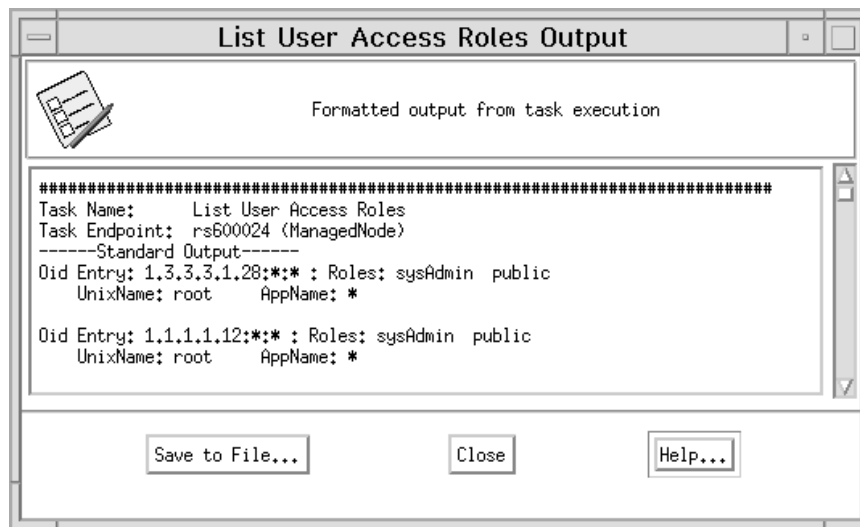 List User Access Roles Output
Formatted output from task execution
############################################################################
Task Name:      List User Access Roles
Task Endpoint:  rs600024 (ManagedNode)
------Standard Output------
Oid Entry: 1.3.3.3.1.28:*:* : Roles: sysAdmin  public
    UnixName: root     AppName: *
Oid Entry: 1.1.1.1.12:*:* : Roles: sysAdmin  public
    UnixName: root     AppName: *
Save to File...
Close
Help...